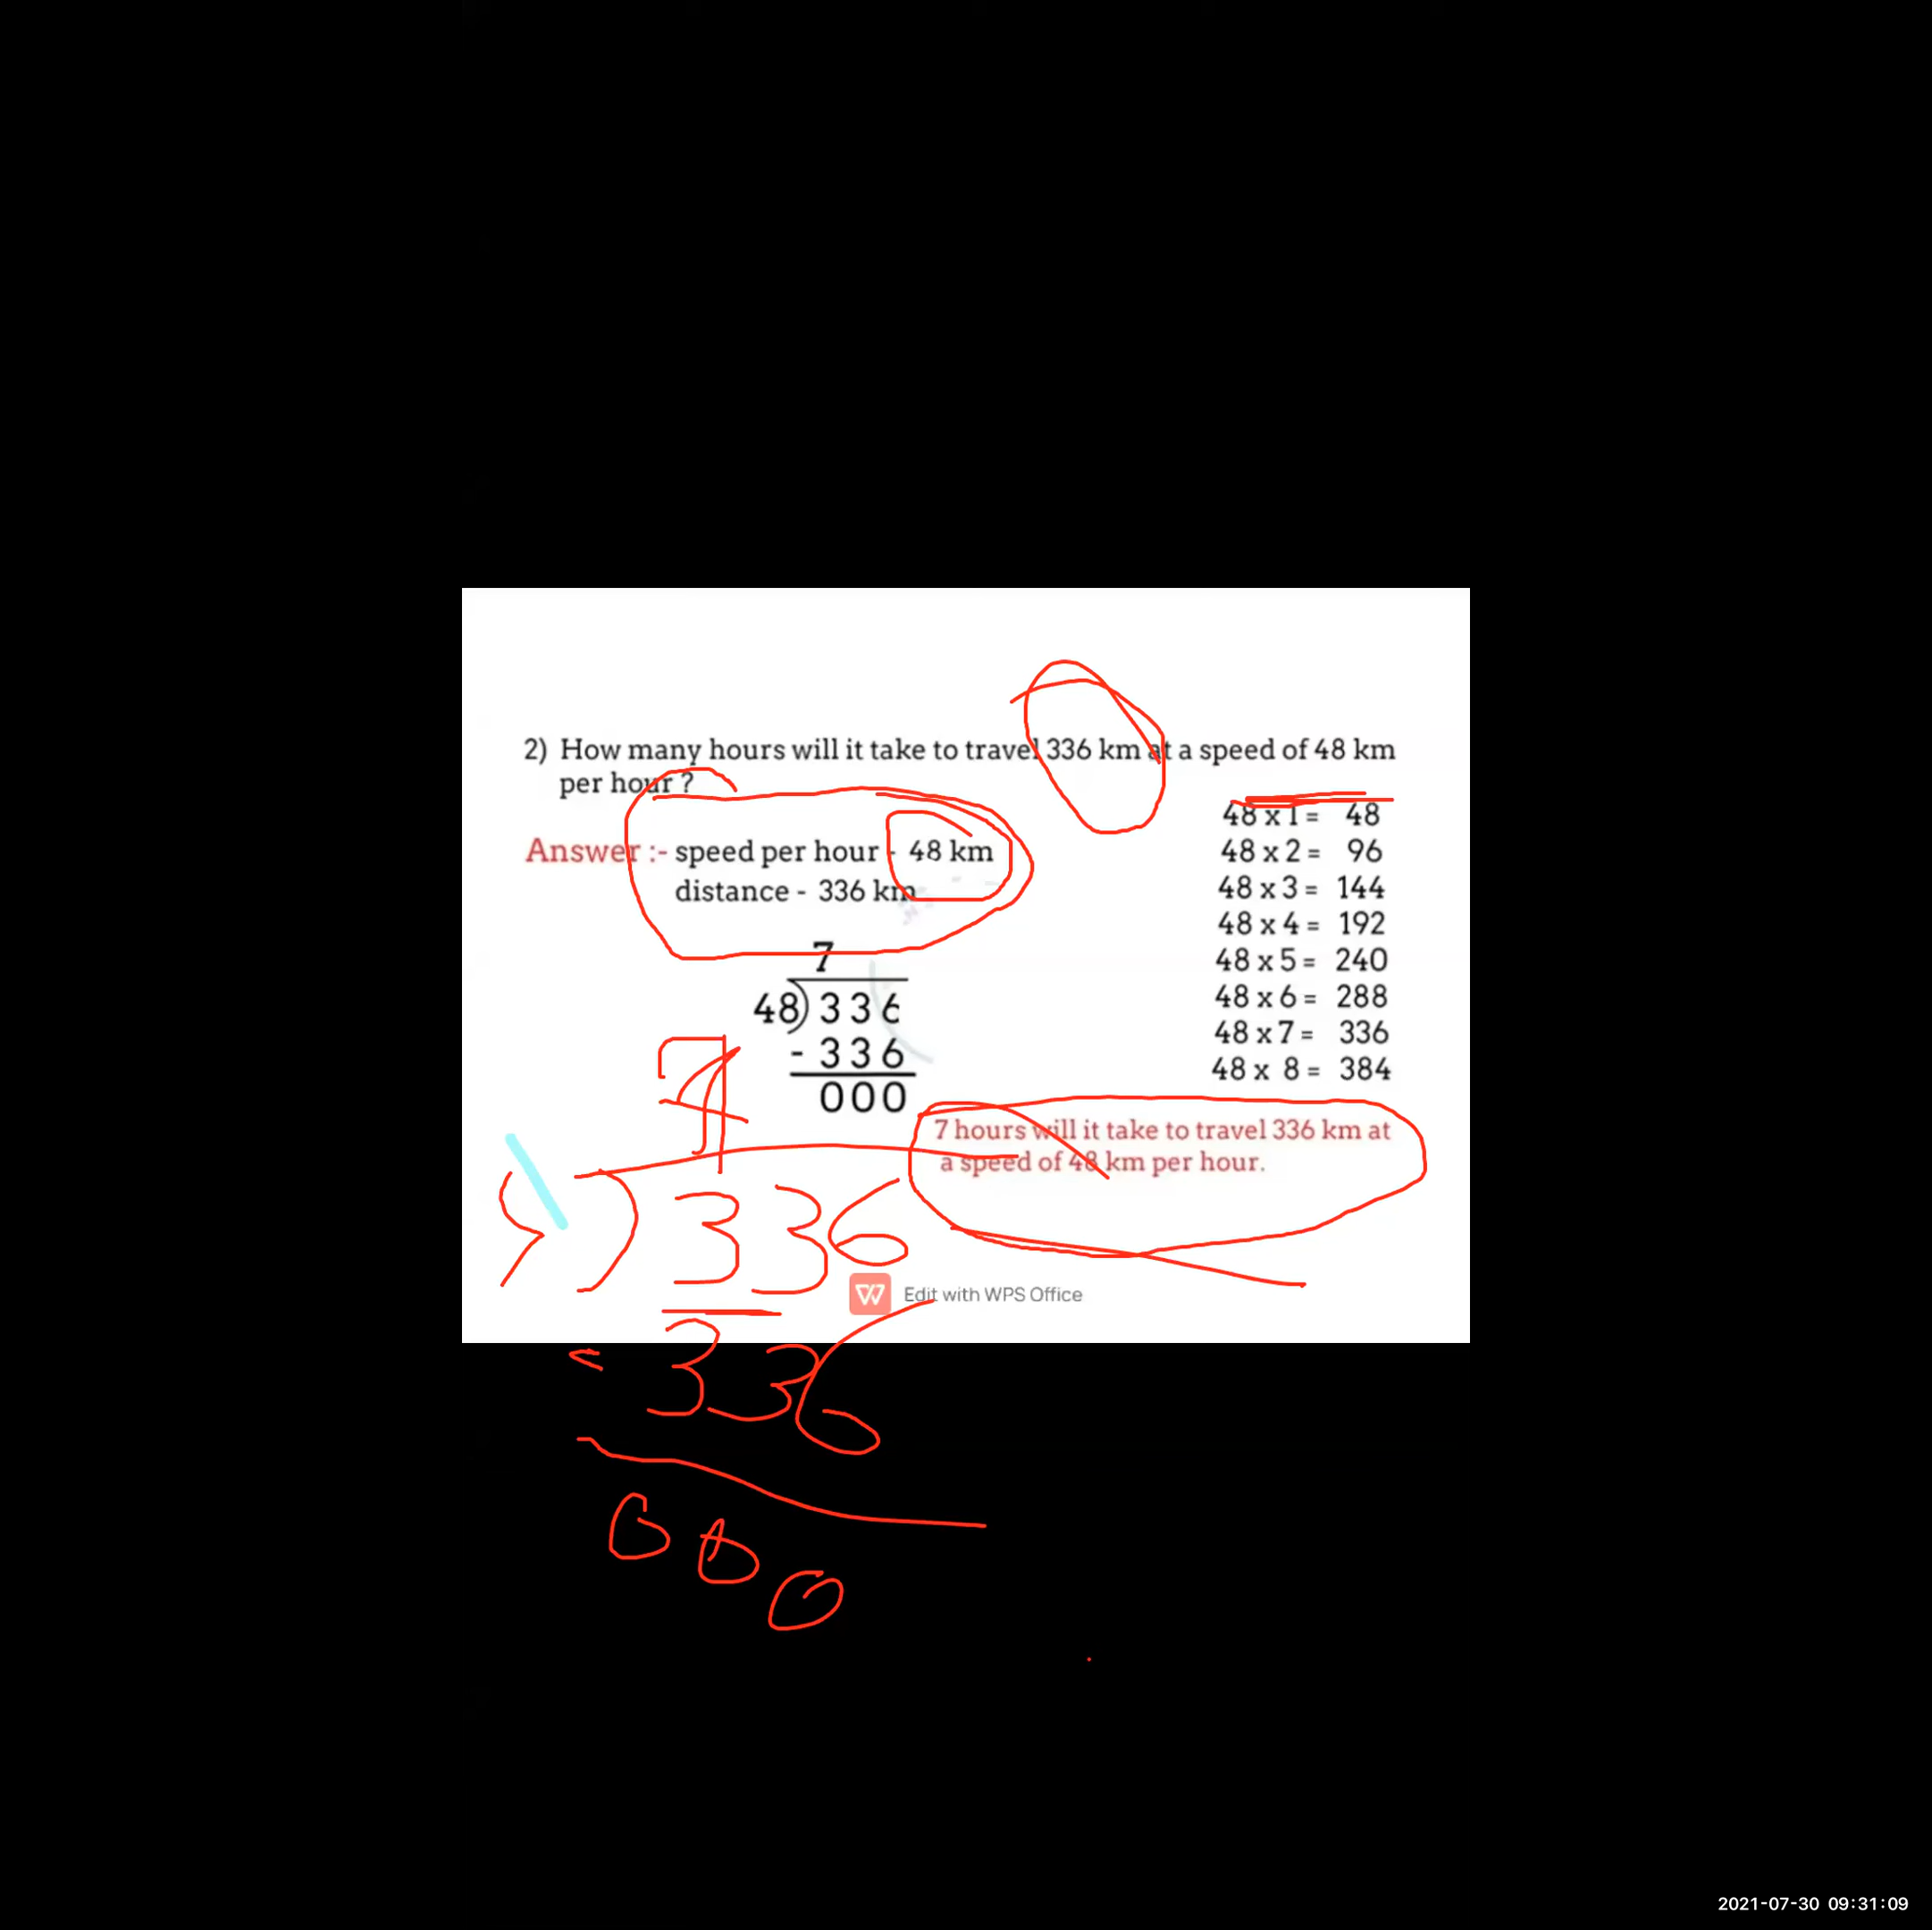 2) How many hours will it take to travel 336 km at a speed of 48 km
per hour ?
Answer :- speed per hour - 48 km
distance - 336 km
7
48)336
- 336
000
48 x 1 = 48
48 x 2 = 96
48 x 3 = 144
48 x 4 = 192
48 x 5 = 240
48 x 6 = 288
48 x 7 = 336
48 x 8 = 384
7 hours will it take to travel 336 km at
a speed of 48 km per hour.
7
) 336
336
000
Edit with WPS Office
2021-07-30 09:31:09